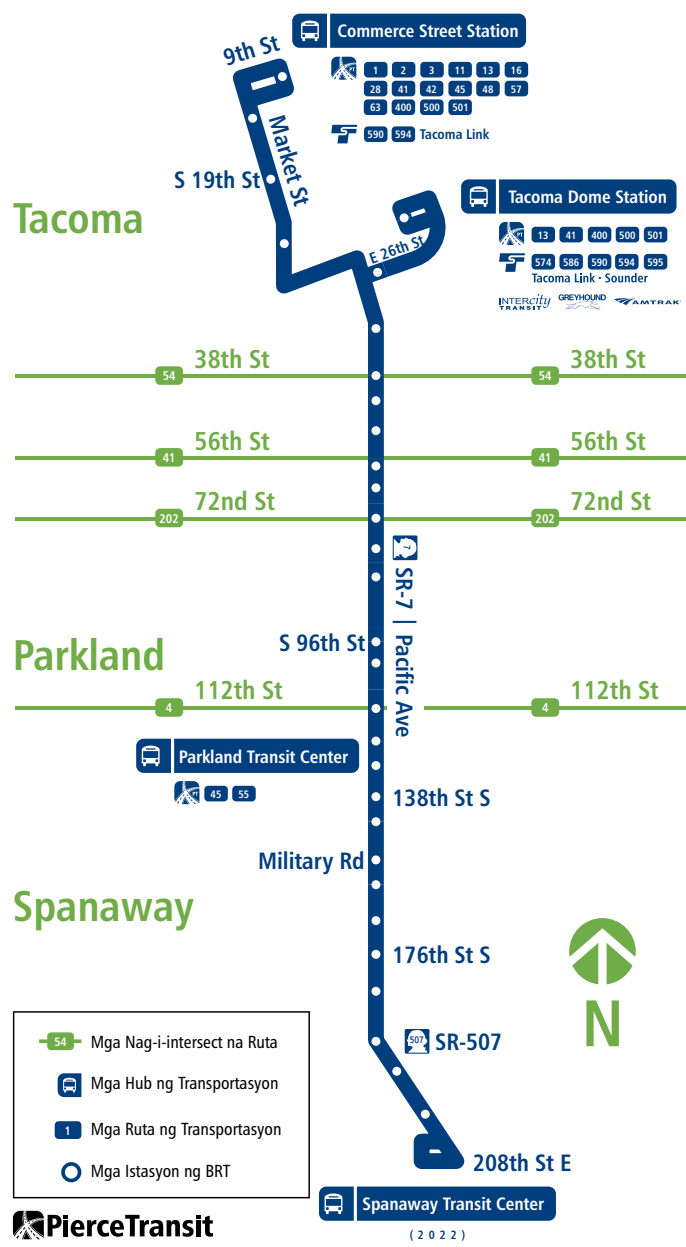 Commerce Street Station
PT
1 2 3 11 13 16
28 41 42 45 48 57
63 400 500 501
590 594 Tacoma Link
9th St
Market St
S 19th St
Tacoma
Tacoma Dome Station
PT
13 41 400 500 501
574 586 590 594 595
Tacoma Link · Sounder
INTERcity TRANSIT
GREYHOUND
AMTRAK
E 26th St
38th St 38th St
54 54
56th St 56th St
41 41
72nd St 72nd St
202 202
7
SR-7 | Pacific Ave
S 96th St
Parkland
112th St 112th St
4 4
Parkland Transit Center
PT
45 55
138th St S
Military Rd
Spanaway
176th St S
N
507 SR-507
54 Mga Nag-i-intersect na Ruta
Mga Hub ng Transportasyon
1 Mga Ruta ng Transportasyon
Mga Istasyon ng BRT
208th St E
Spanaway Transit Center
(2022)
PierceTransit